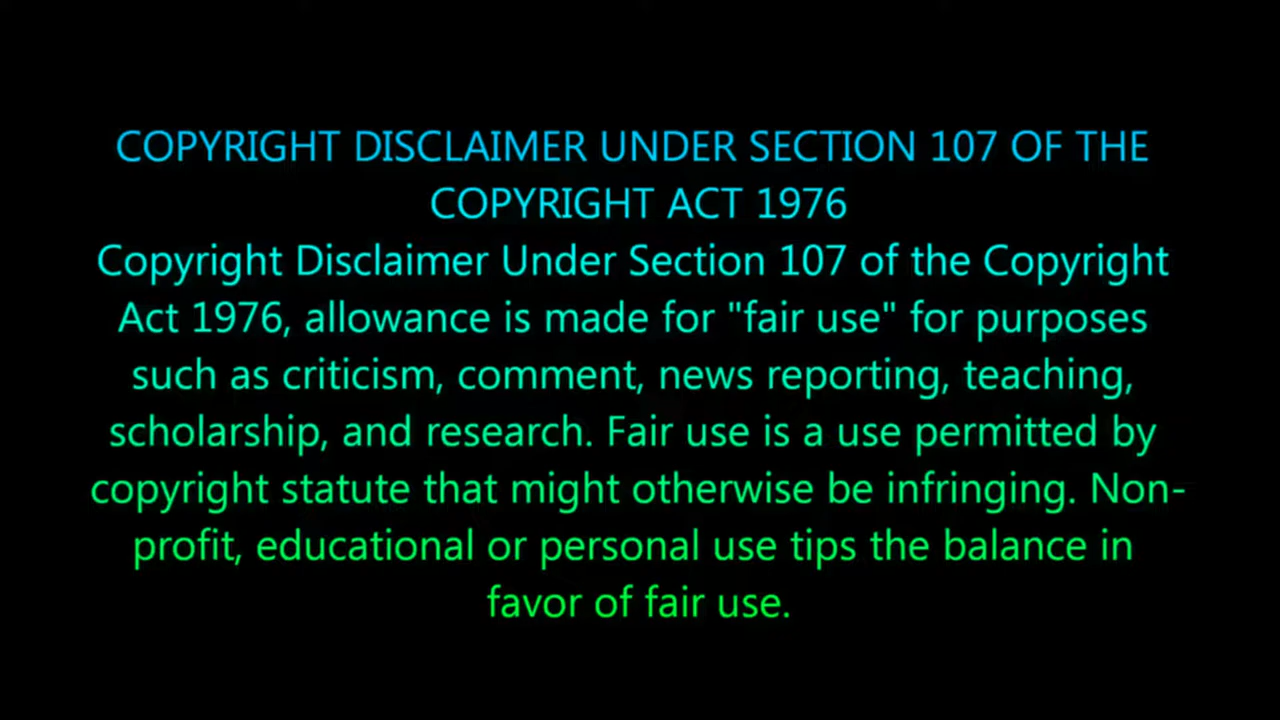 COPYRIGHT DISCLAIMER UNDER SECTION 107 OF THE
COPYRIGHT ACT 1976
Copyright Disclaimer Under Section 107 of the Copyright
Act 1976, allowance is made for "fair use" for purposes
such as criticism, comment, news reporting, teaching,
scholarship, and research. Fair use is a use permitted by
copyright statute that might otherwise be infringing. Non-
profit, educational or personal use tips the balance in
favor of fair use.